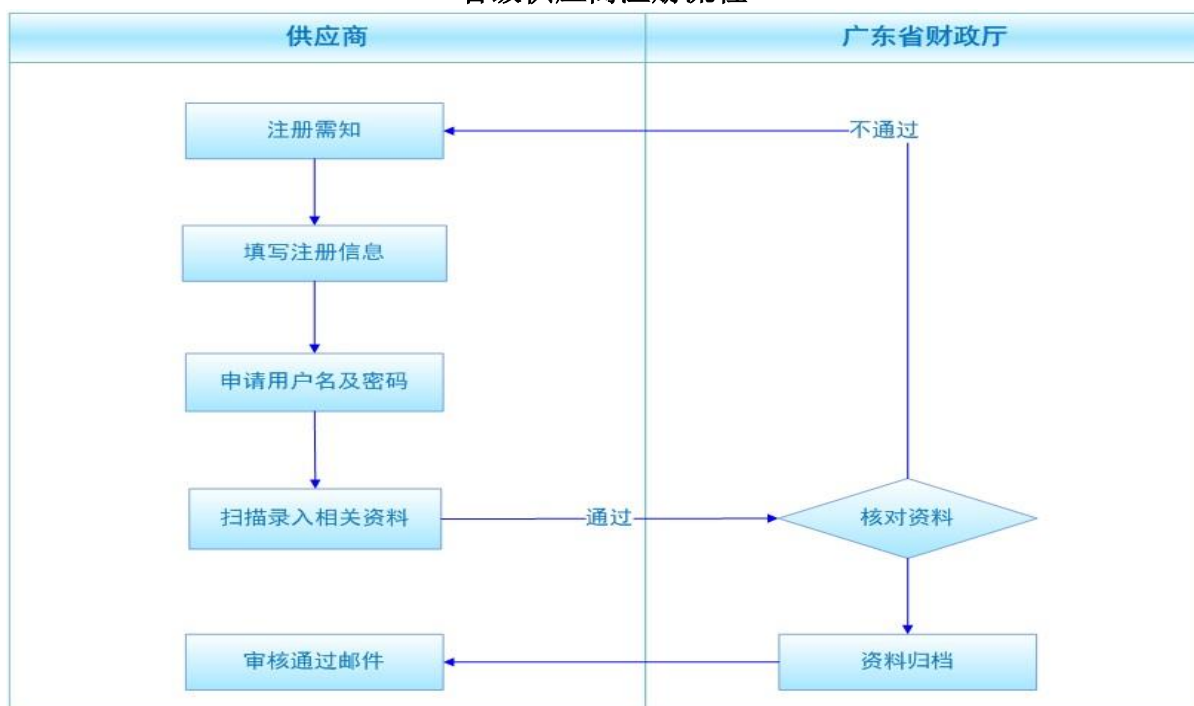 供应商
广东省财政厅
注册需知
不通过
填写注册信息
申请用户名及密码
扫描录入相关资料
通过
核对资料
审核通过邮件
资料归档